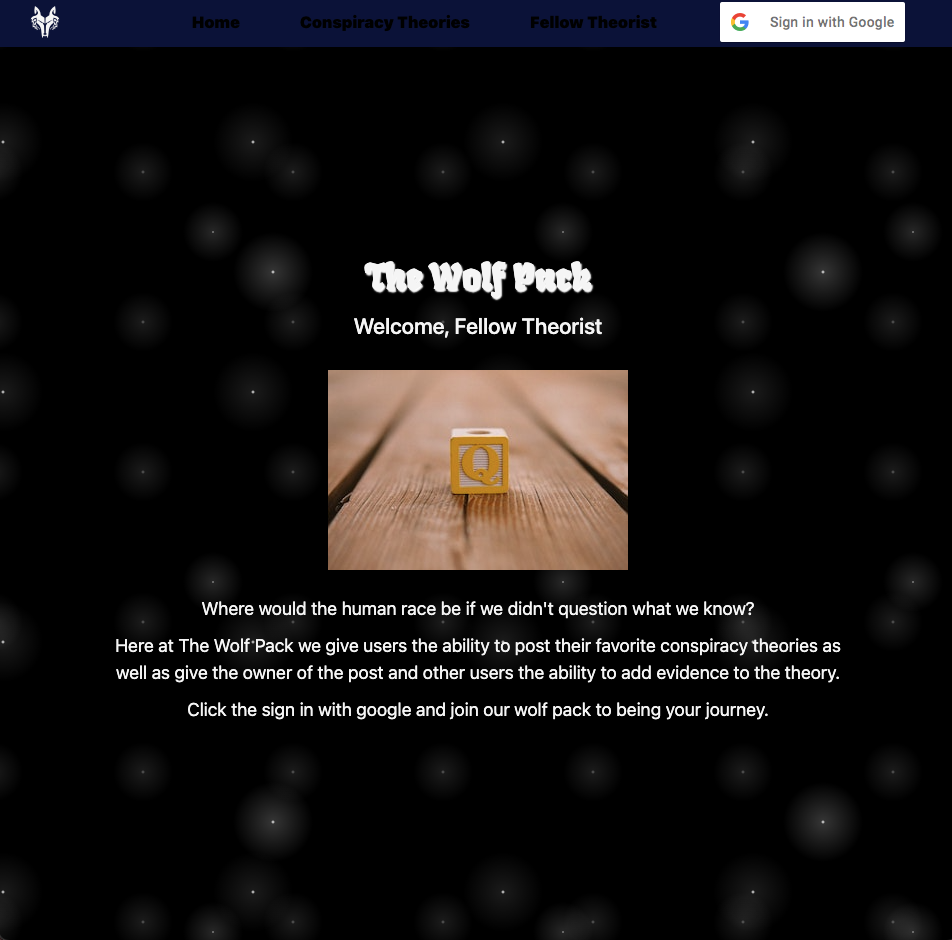 Home Conspiracy Theories Fellow Theorist Sign in with Google
The Wolf Pack
Welcome, Fellow Theorist
Q
Where would the human race be if we didn't question what we know?
Here at The Wolf Pack we give users the ability to post their favorite conspiracy theories as
well as give the owner of the post and other users the ability to add evidence to the theory.
Click the sign in with google and join our wolf pack to being your journey.